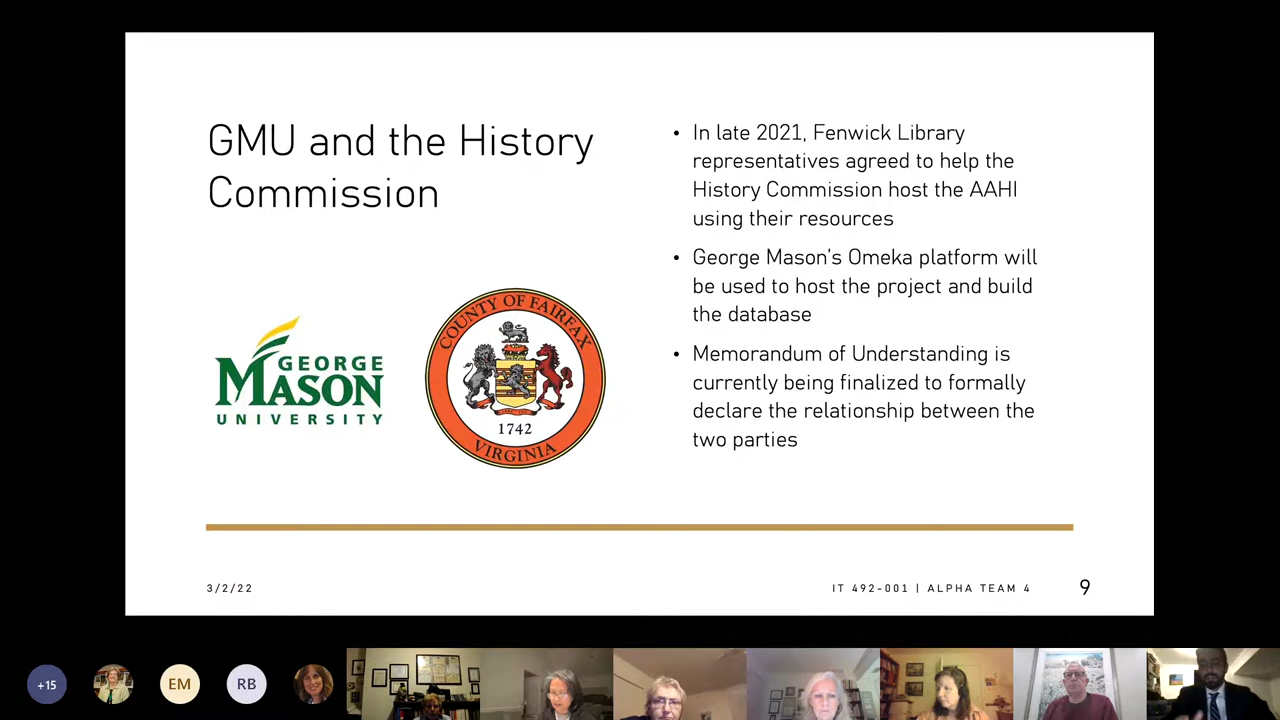 GMU and the History
Commission
GEORGE
MASON
UNIVERSITY
COUNTY OF FAIRFAX
1742
VIRGINIA
• In late 2021, Fenwick Library
representatives agreed to help the
History Commission host the AAHI
using their resources
• George Mason's Omeka platform will
be used to host the project and build
the database
• Memorandum of Understanding is
currently being finalized to formally
declare the relationship between the
two parties
3/2/22
IT 492-001 | ALPHA TEAM 4
9
+15
EM
RB